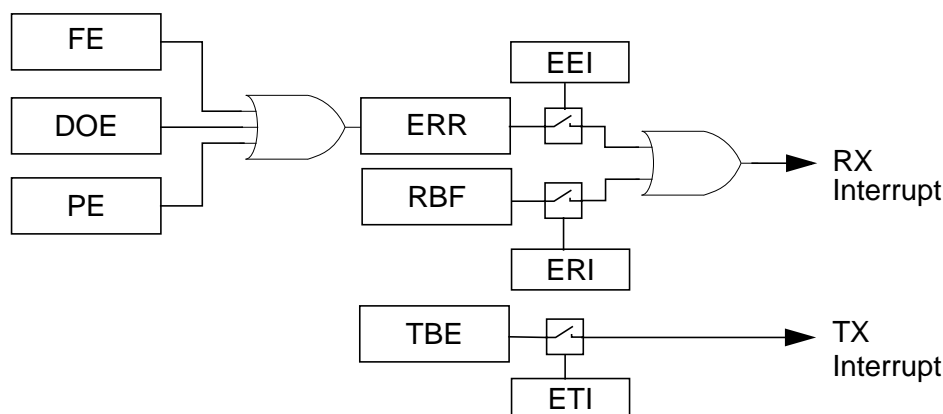 FE
EEI
DOE
ERR
RX
Interrupt
PE
RBF
ERI
TBE
TX
Interrupt
ETI